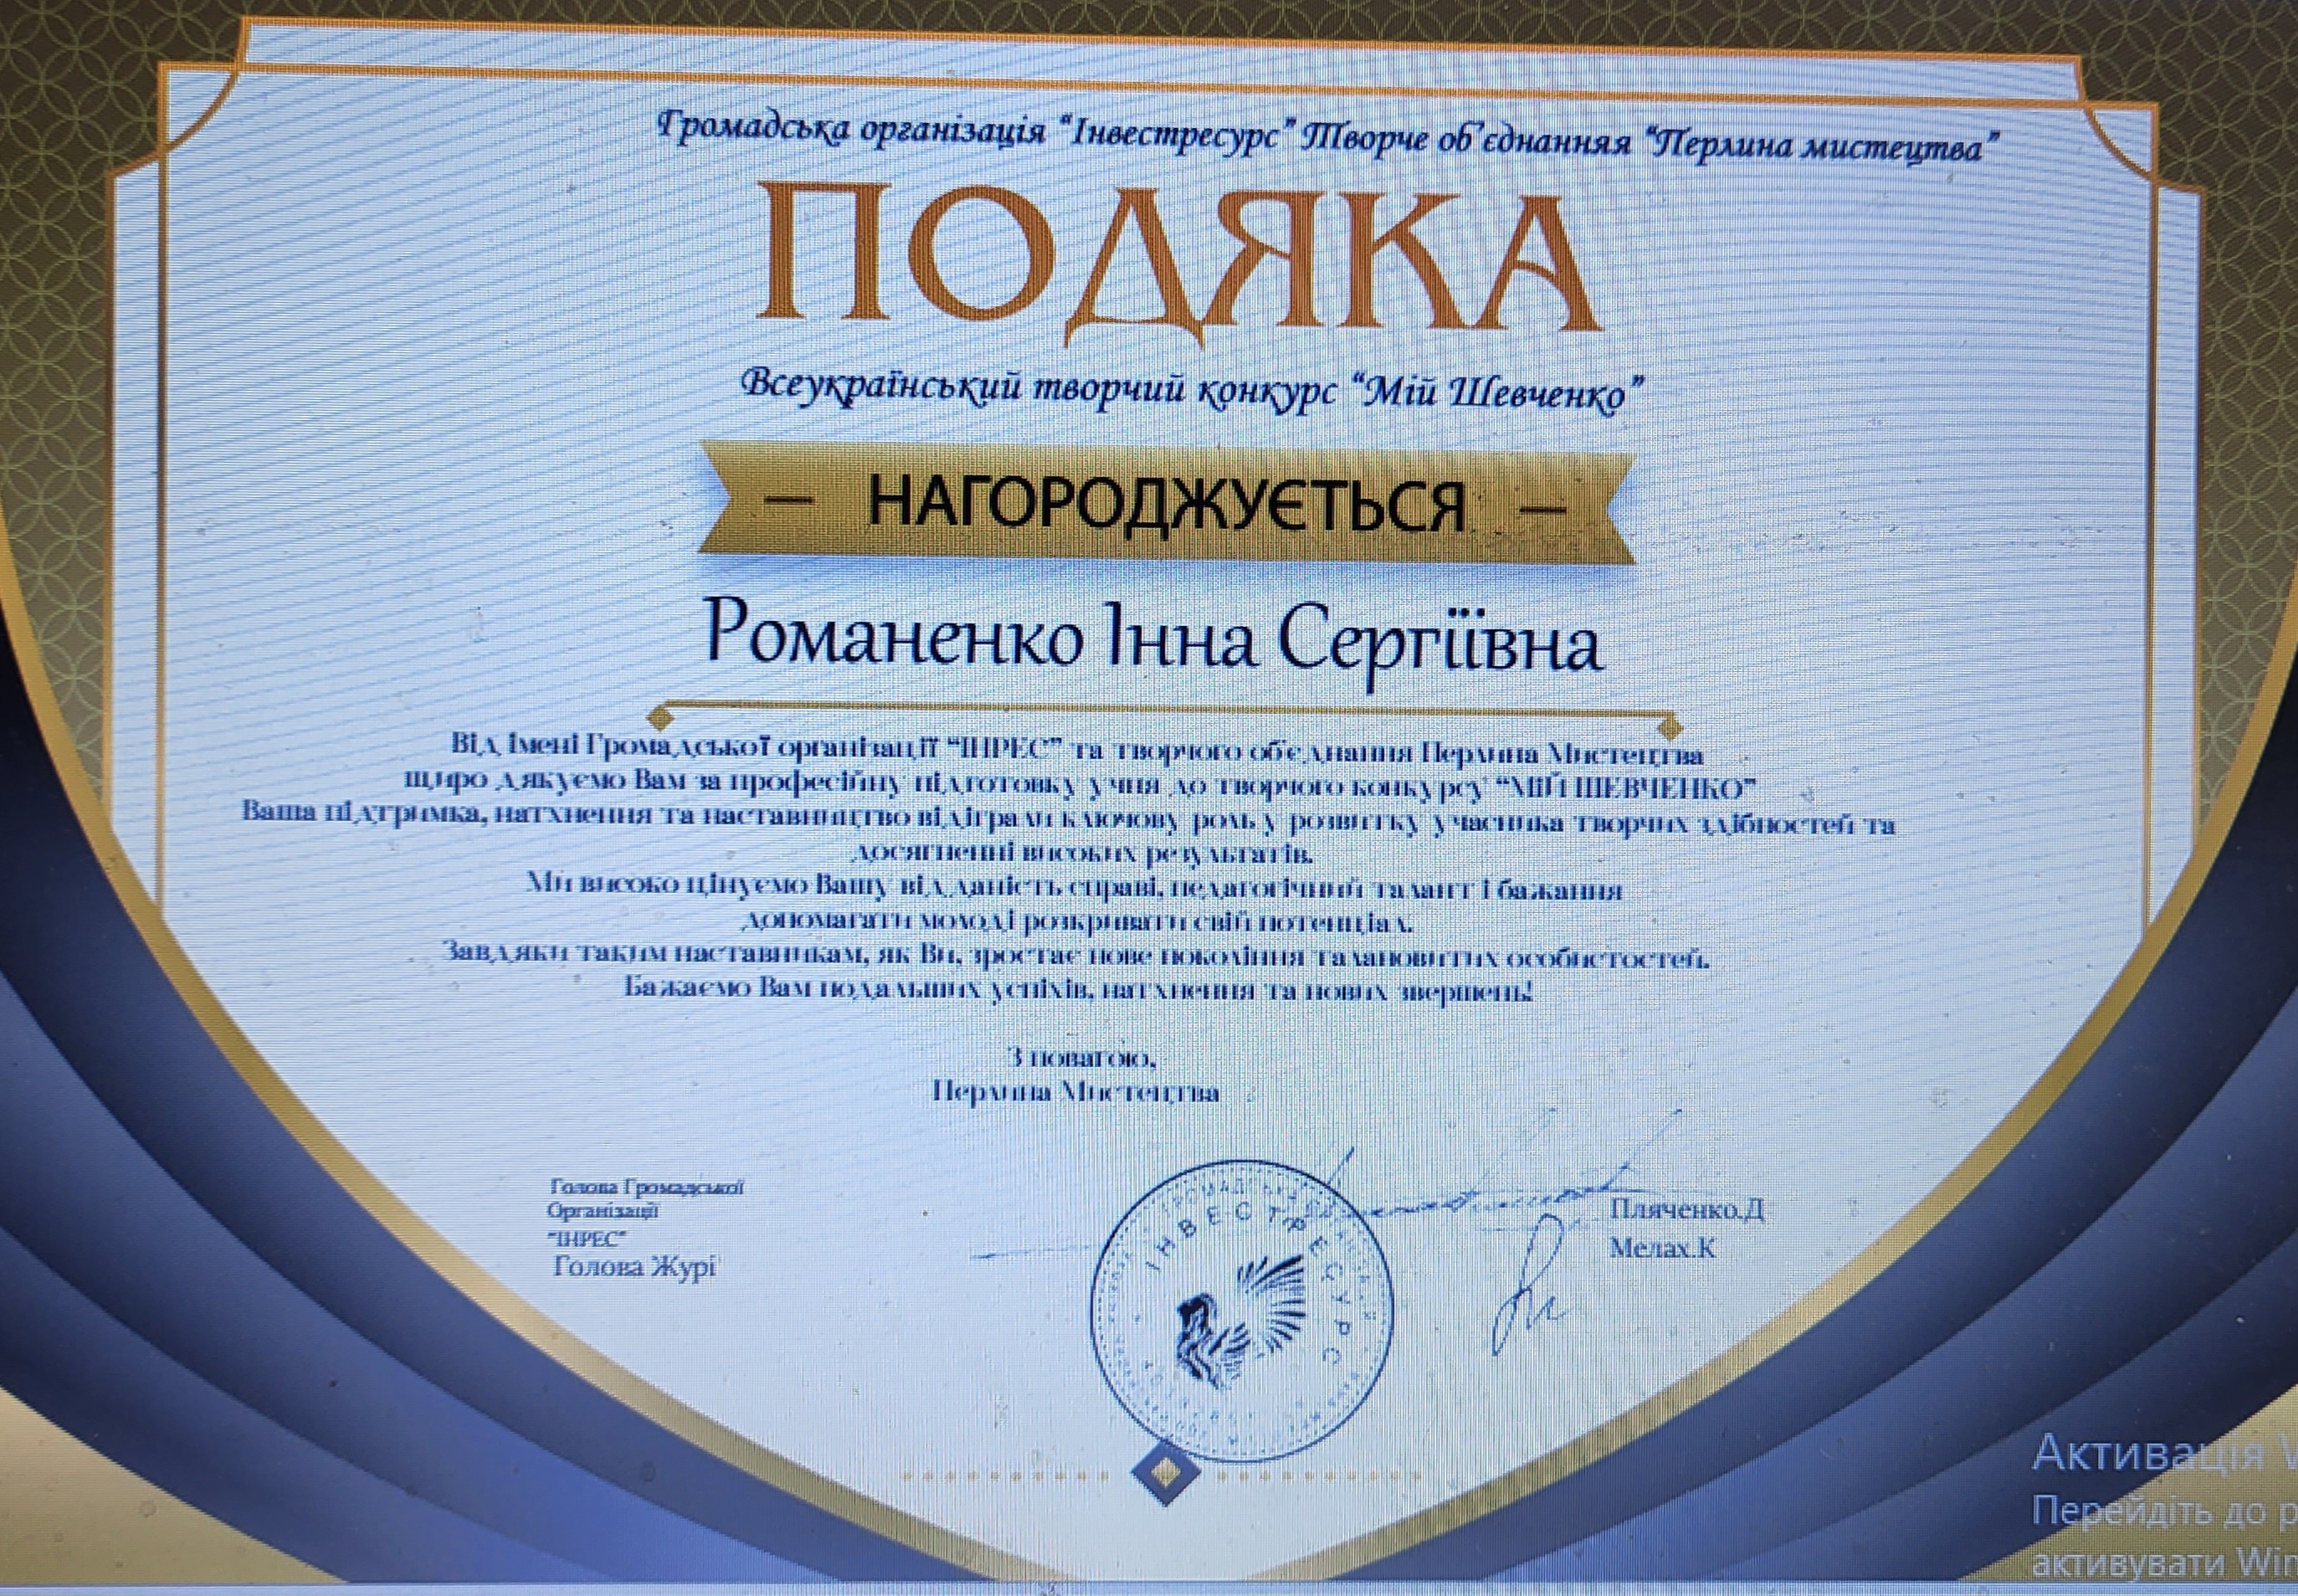 Громадська організація “Інвестресурс” Творче об’єднанняя “Перлина мистецтва”
ПОДЯКА
Всеукраїнський творчий конкурс “Мій Шевченко”
— НАГОРОДЖУЄТЬСЯ —
Романенко Інна Сергіївна
Від імені Громадської організації “ІНРЕС” та творчого обєднання Перлина Мистецтва
щиро дякуємо Вам за професійну підготовку учня до творчого конкурсу “МІЙ ШЕВЧЕНКО”
Ваша підтримка, натхнення та наставництво відіграли ключову роль у розвитку учасника творчих здібностей та
досягненні високих результатів.
Ми високо цінуємо Вашу відданість справі, педагогічний талант і бажання
допомагати молоді розкривати свій потенціал.
Завдяки таким наставникам, як Ви, зростає нове покоління талановитих особистостей.
Бажаємо Вам подальших успіхів, натхнення та нових звершень!
З повагою,
Перлина Мистецтва
Голова Громадської
Організації
"ІНРЕС"
Голова Журі
ІНВЕСТРЕСУРС
Пляченко.Д
Мелах.К
Активація
Перейдіть до
активувати